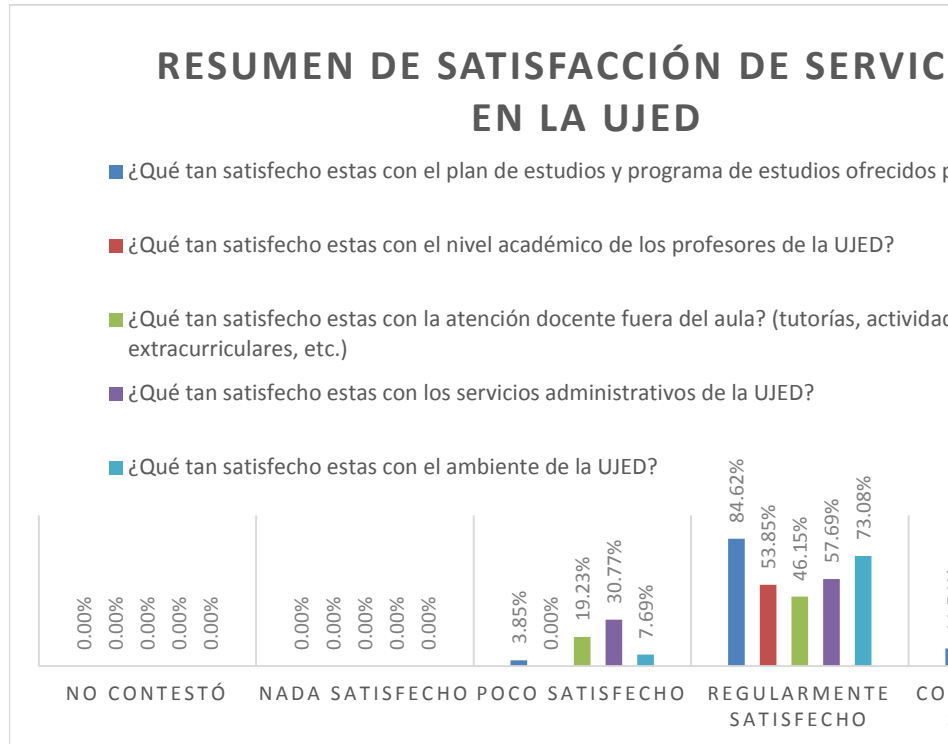 RESUMEN DE SATISFACCIÓN DE SERVIC
EN LA UJED
¿Qué tan satisfecho estas con el plan de estudios y programa de estudios ofrecidos p
¿Qué tan satisfecho estas con el nivel académico de los profesores de la UJED?
¿Qué tan satisfecho estas con la atención docente fuera del aula? (tutorías, activida
extracurriculares, etc.)
¿Qué tan satisfecho estas con los servicios administrativos de la UJED?
¿Qué tan satisfecho estas con el ambiente de la UJED?
0.00% 0.00% 0.00% 0.00% 0.00%
0.00% 0.00% 0.00% 0.00% 0.00%
3.85% 0.00% 19.23% 30.77% 7.69%
84.62% 53.85% 46.15% 57.69% 73.08%
NO CONTESTÓ
NADA SATISFECHO
POCO SATISFECHO
REGULARMENTE
SATISFECHO
CO